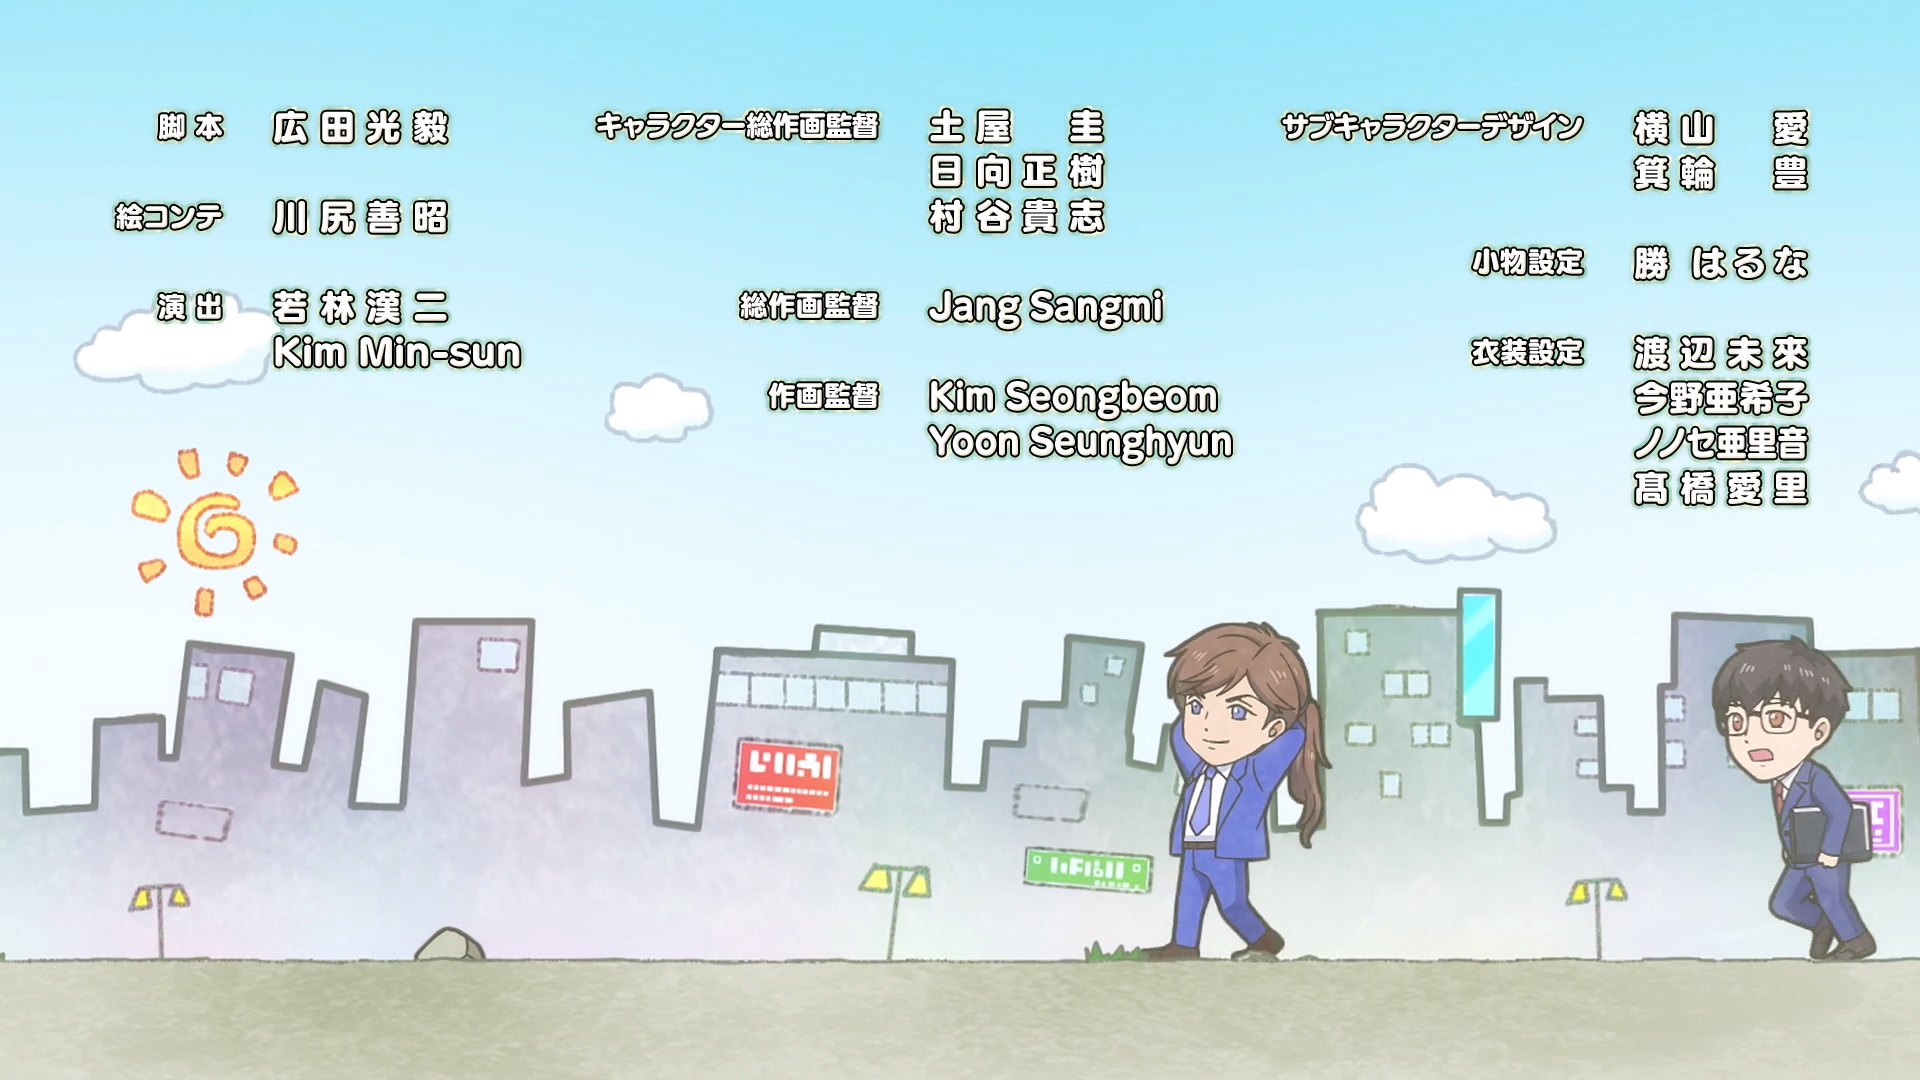 脚本 広田光毅
絵コンテ 川尻善昭
演出 若林漢二
Kim Min-sun
キャラクター総作画監督 土屋 圭
日向正樹
村谷貴志
総作画監督 Jang Sangmi
作画監督 Kim Seongbeom
Yoon Seunghyun
サブキャラクターデザイン 横山 愛
箕輪 豊
小物設定 勝 はるな
衣装設定 渡辺未來
今野亜希子
ノノセ亜里音
髙橋愛里